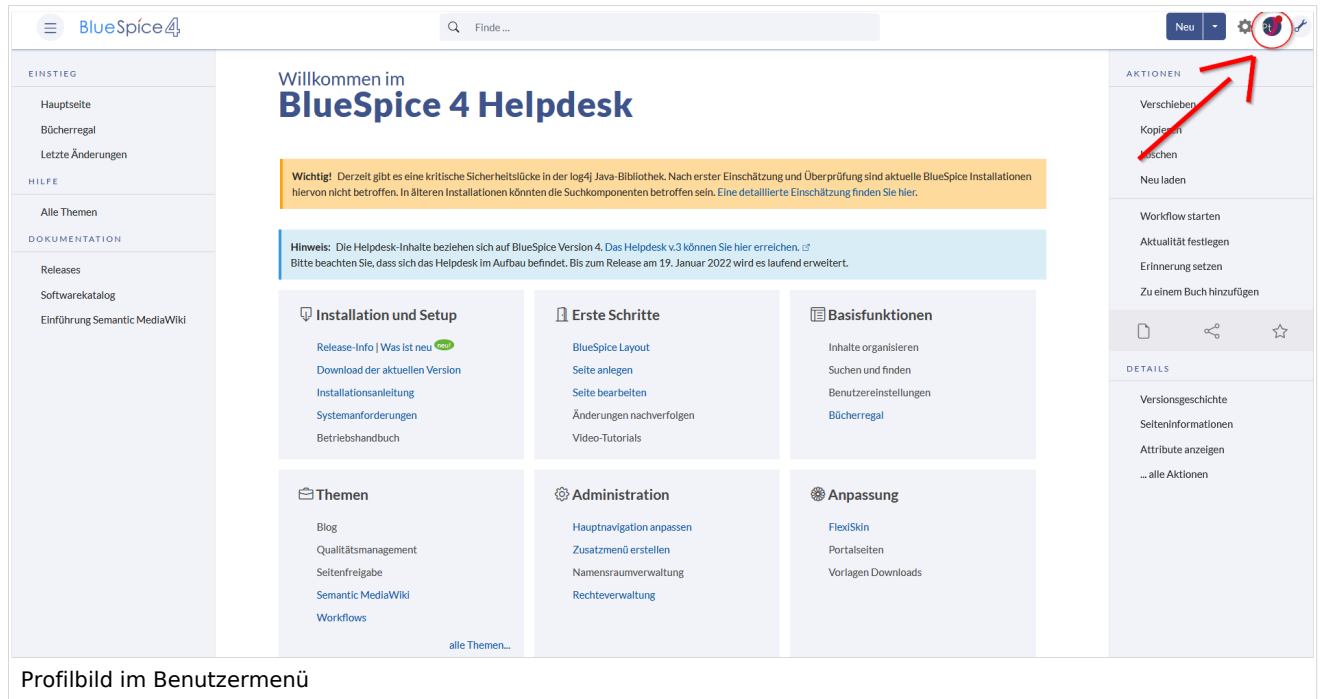 BlueSpice 4
Finde ...
Neu
Pt
EINSTIEG
Hauptseite
Bücherregal
Letzte Änderungen
HILFE
Alle Themen
DOKUMENTATION
Releases
Softwarekatalog
Einführung Semantic MediaWiki
Willkommen im
BlueSpice 4 Helpdesk
Wichtig! Derzeit gibt es eine kritische Sicherheitslücke in der log4j Java-Bibliothek. Nach erster Einschätzung und Überprüfung sind aktuelle BlueSpice Installationen
hiervon nicht betroffen. In älteren Installationen könnten die Suchkomponenten betroffen sein. Eine detaillierte Einschätzung finden Sie hier.
Hinweis: Die Helpdesk-Inhalte beziehen sich auf BlueSpice Version 4. Das Helpdesk v.3 können Sie hier erreichen.
Bitte beachten Sie, dass sich das Helpdesk im Aufbau befindet. Bis zum Release am 19. Januar 2022 wird es laufend erweitert.
Installation und Setup
Release-Info | Was ist neu neu!
Download der aktuellen Version
Installationsanleitung
Systemanforderungen
Betriebshandbuch
Erste Schritte
BlueSpice Layout
Seite anlegen
Seite bearbeiten
Änderungen nachverfolgen
Video-Tutorials
Basisfunktionen
Inhalte organisieren
Suchen und finden
Benutzereinstellungen
Bücherregal
Themen
Blog
Qualitätsmanagement
Seitenfreigabe
Semantic MediaWiki
Workflows
alle Themen...
Administration
Hauptnavigation anpassen
Zusatzmenü erstellen
Namensraumverwaltung
Rechteverwaltung
Anpassung
FlexiSkin
Portalseiten
Vorlagen Downloads
AKTIONEN
Verschieben
Kopieren
Löschen
Neu laden
Workflow starten
Aktualität festlegen
Erinnerung setzen
Zu einem Buch hinzufügen
DETAILS
Versionsgeschichte
Seiteninformationen
Attribute anzeigen
... alle Aktionen
Profilbild im Benutzermenü